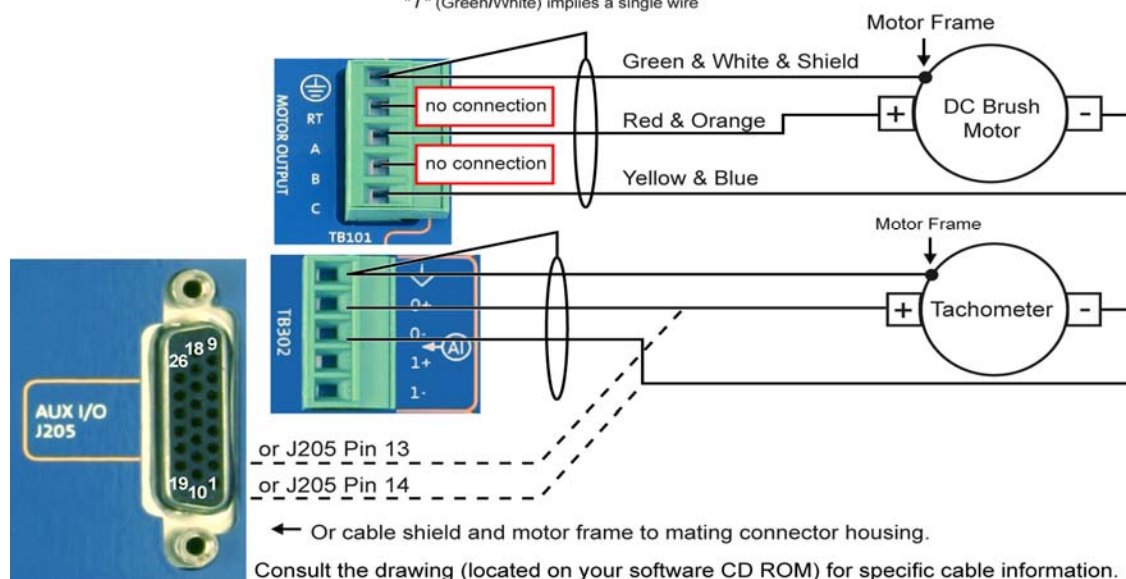 "/" (Green/White) implies a single wire
Motor Frame
Green & White & Shield
MOTOR OUTPUT
RT
A
B
C
no connection
Red & Orange
no connection
Yellow & Blue
+
DC Brush
Motor
-
TB101
Motor Frame
TB302
0+
0-
AI
1+
1-
+
Tachometer
-
26 18 9
AUX I/O
J205
19 10 1
or J205 Pin 13
or J205 Pin 14
Or cable shield and motor frame to mating connector housing.
Consult the drawing (located on your software CD ROM) for specific cable information.